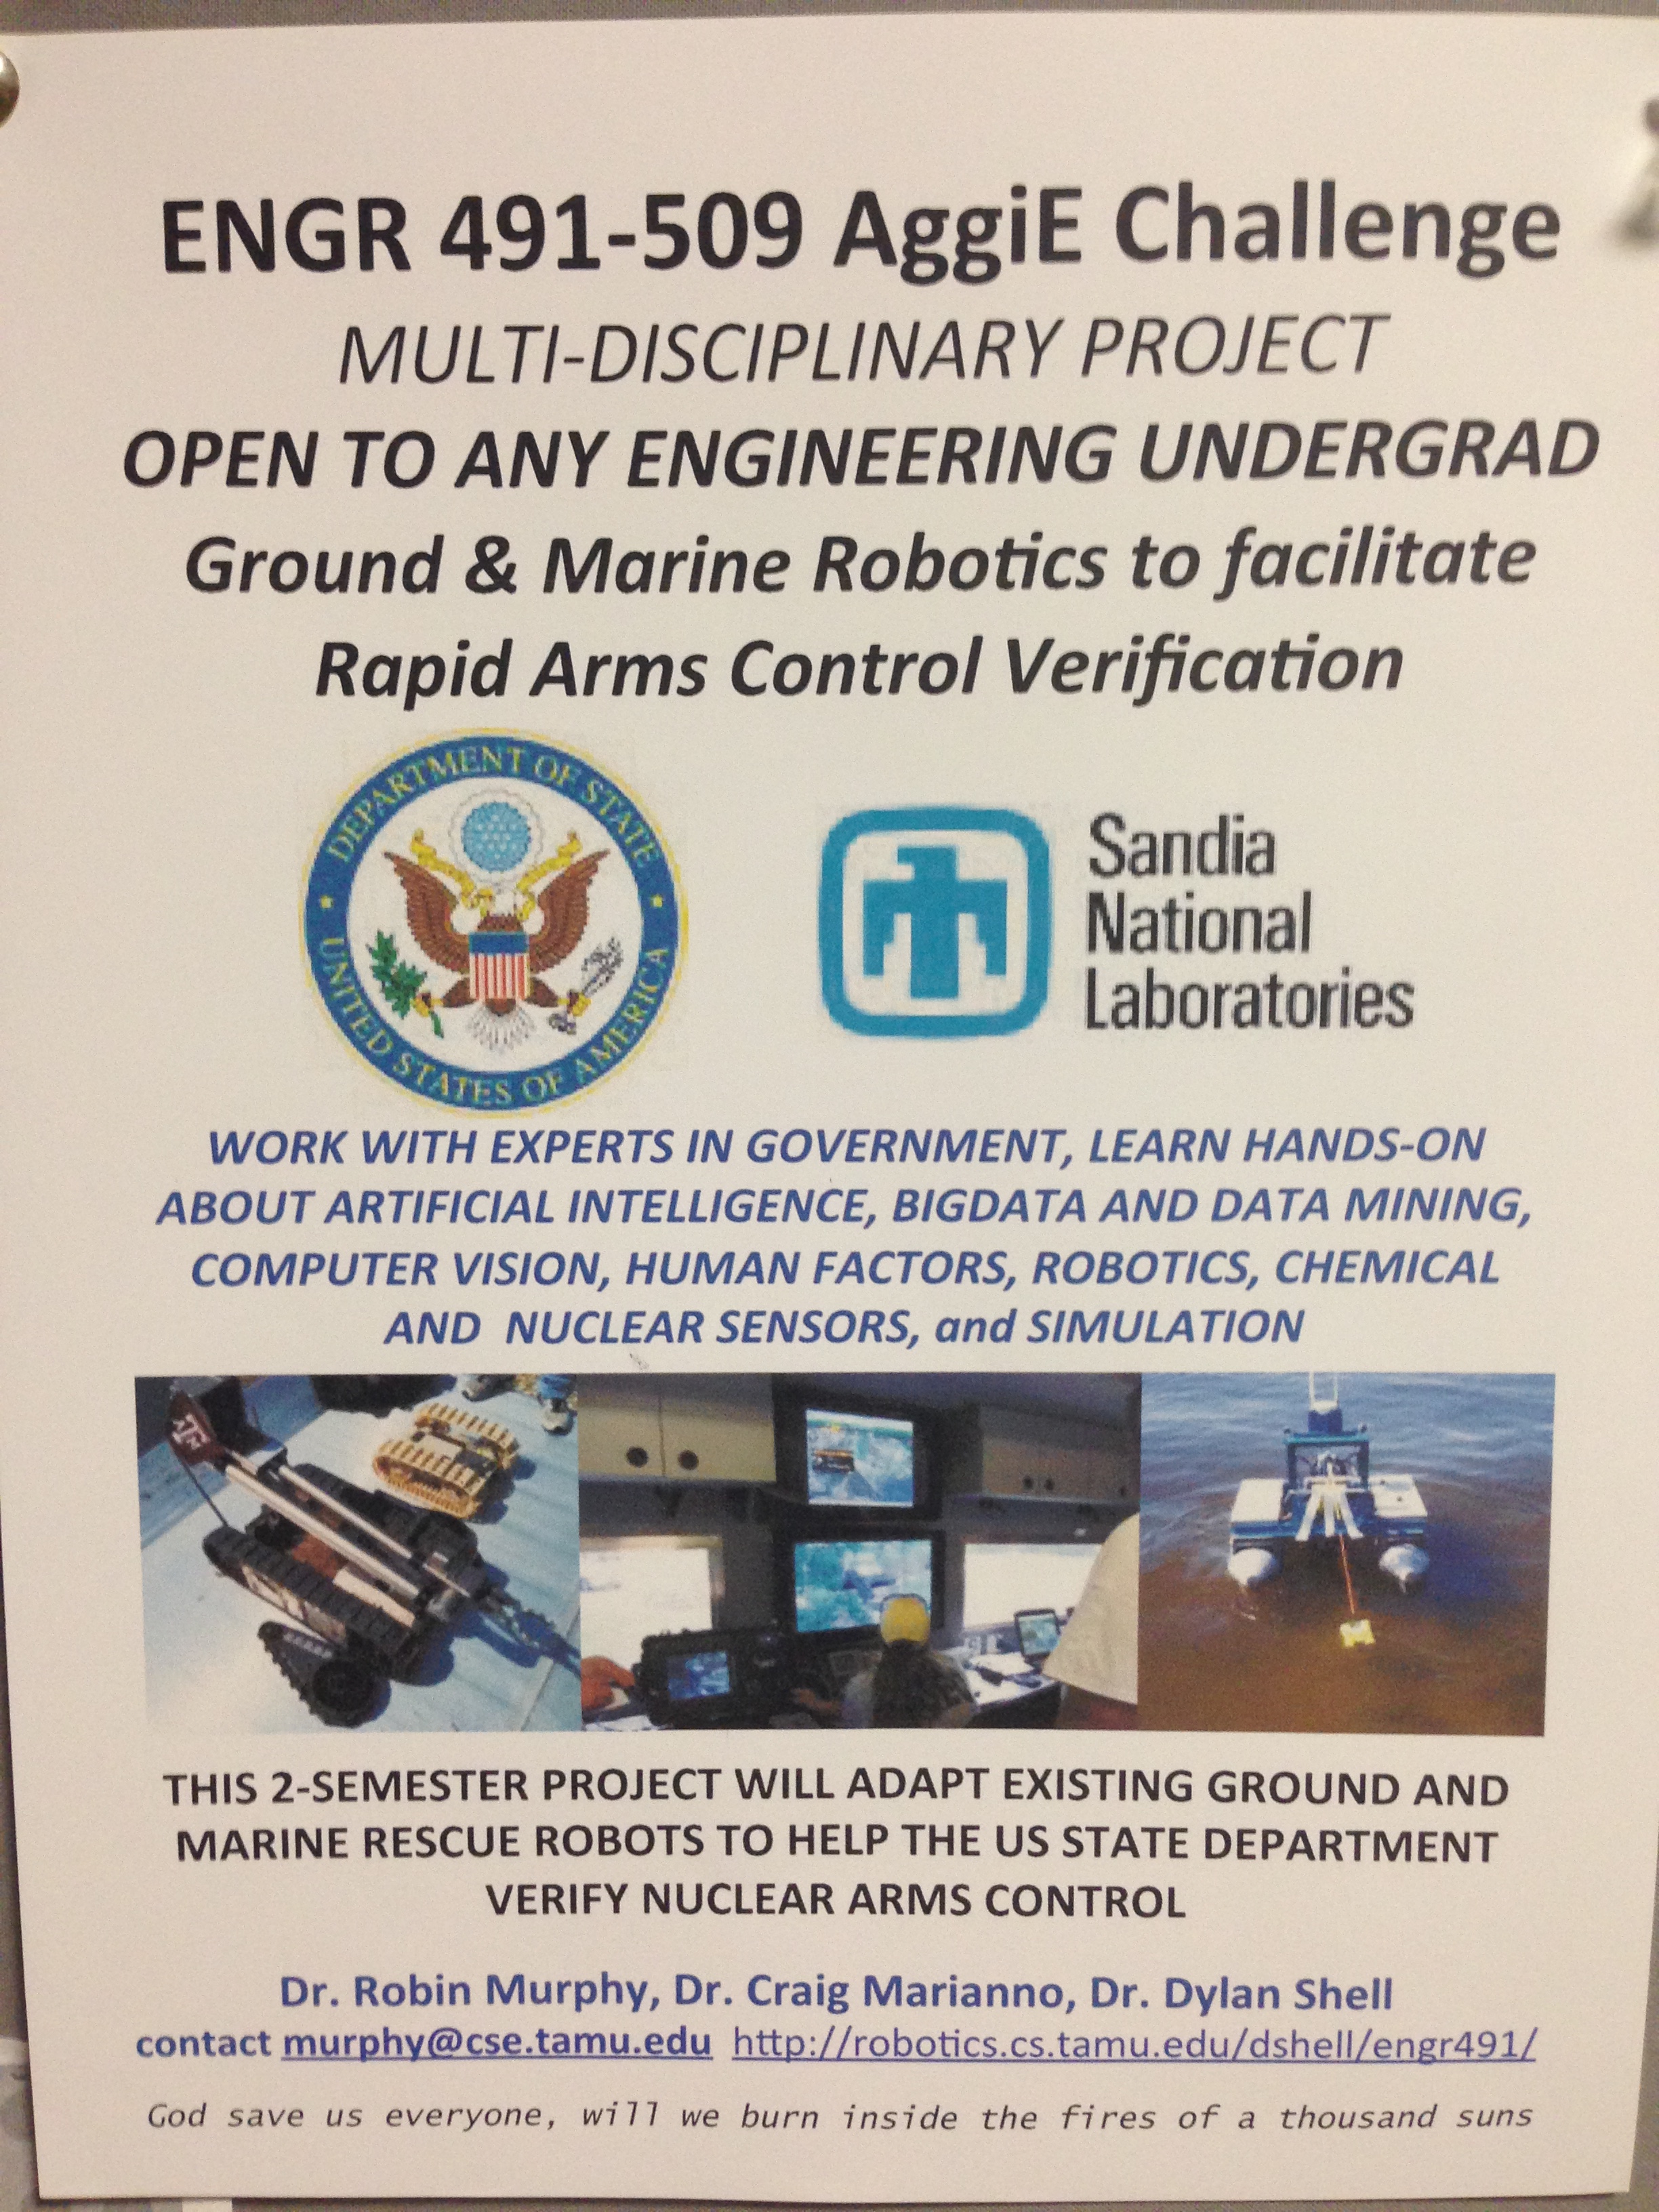 ENGR 491-509 AggiE Challenge
MULTI-DISCIPLINARY PROJECT
OPEN TO ANY ENGINEERING UNDERGRAD
Ground & Marine Robotics to facilitate
Rapid Arms Control Verification
DEPARTMENT OF STATE
UNITED STATES OF AMERICA
Sandia
National
Laboratories
WORK WITH EXPERTS IN GOVERNMENT, LEARN HANDS-ON
ABOUT ARTIFICIAL INTELLIGENCE, BIGDATA AND DATA MINING,
COMPUTER VISION, HUMAN FACTORS, ROBOTICS, CHEMICAL
AND NUCLEAR SENSORS, and SIMULATION
ATM
THIS 2-SEMESTER PROJECT WILL ADAPT EXISTING GROUND AND
MARINE RESCUE ROBOTS TO HELP THE US STATE DEPARTMENT
VERIFY NUCLEAR ARMS CONTROL
Dr. Robin Murphy, Dr. Craig Marianno, Dr. Dylan Shell
contact murphy@cse.tamu.edu http://robotics.cs.tamu.edu/dshell/engr491/
God save us everyone, will we burn inside the fires of a thousand suns